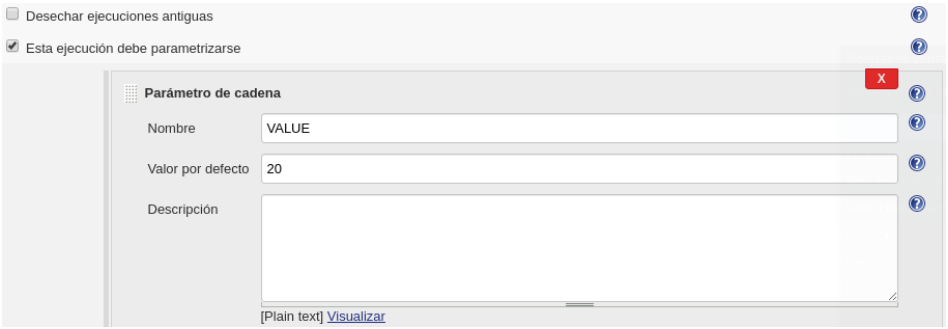 Desechar ejecuciones antiguas ?
Esta ejecución debe parametrizarse ?
X
Parámetro de cadena ?
Nombre VALUE ?
Valor por defecto 20 ?
Descripción ?
[Plain text] Visualizar